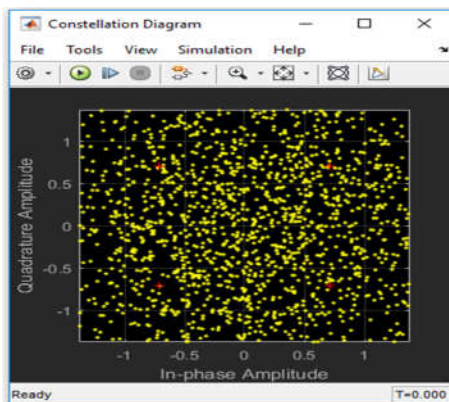 Constellation Diagram
File Tools View Simulation Help
1
0.5
0
-0.5
-1
Quadrature Amplitude
-1 -0.5 0 0.5 1
In-phase Amplitude
Ready T=0.000